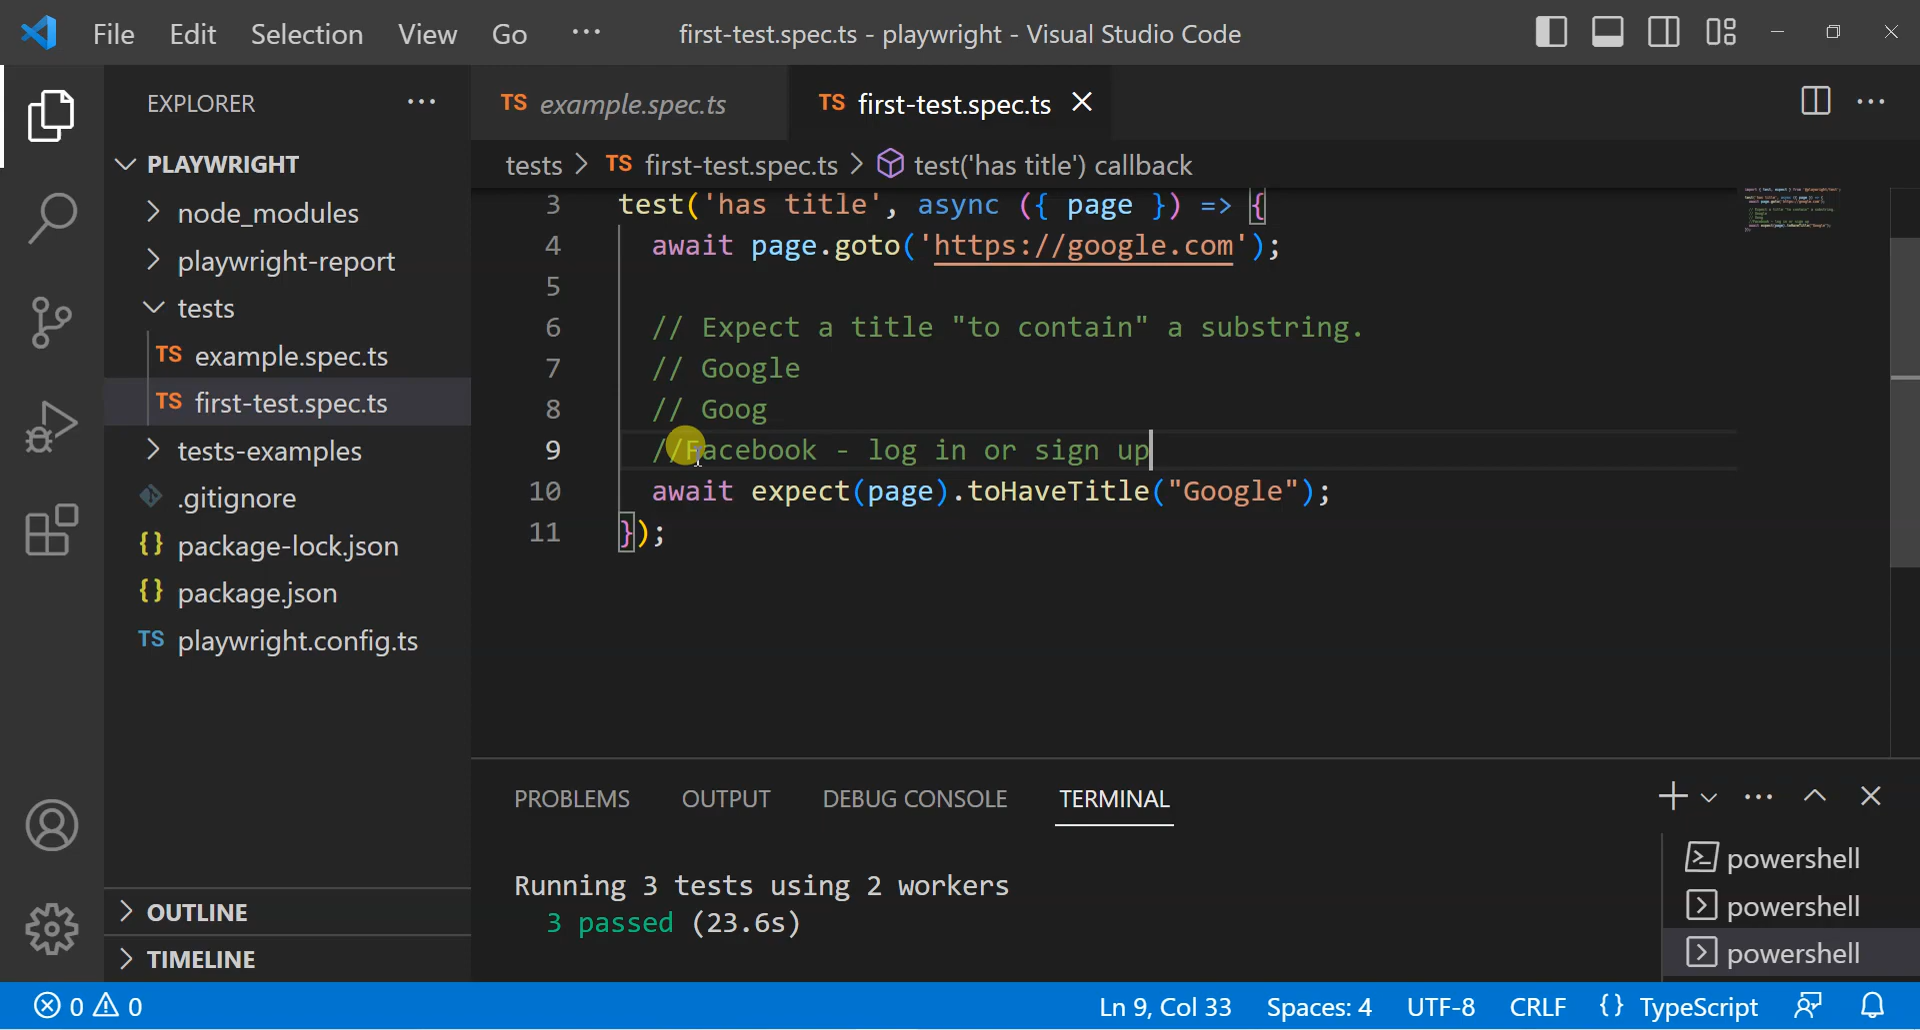 File Edit Selection View Go ··· first-test.spec.ts - playwright - Visual Studio Code
EXPLORER ···
PLAYWRIGHT
node_modules
playwright-report
tests
TS example.spec.ts
TS first-test.spec.ts
tests-examples
.gitignore
{} package-lock.json
{} package.json
TS playwright.config.ts
OUTLINE
TIMELINE
TS example.spec.ts
TS first-test.spec.ts
tests > TS first-test.spec.ts > test('has title') callback
3 test('has title', async ({ page }) => {
4 await page.goto('https://google.com');
5
6 // Expect a title "to contain" a substring.
7 // Google
8 // Goog
9 //Facebook - log in or sign up
10 await expect(page).toHaveTitle("Google");
11 });
PROBLEMS OUTPUT DEBUG CONSOLE TERMINAL
Running 3 tests using 2 workers
3 passed (23.6s)
powershell
powershell
powershell
0 0 Ln 9, Col 33 Spaces: 4 UTF-8 CRLF {} TypeScript